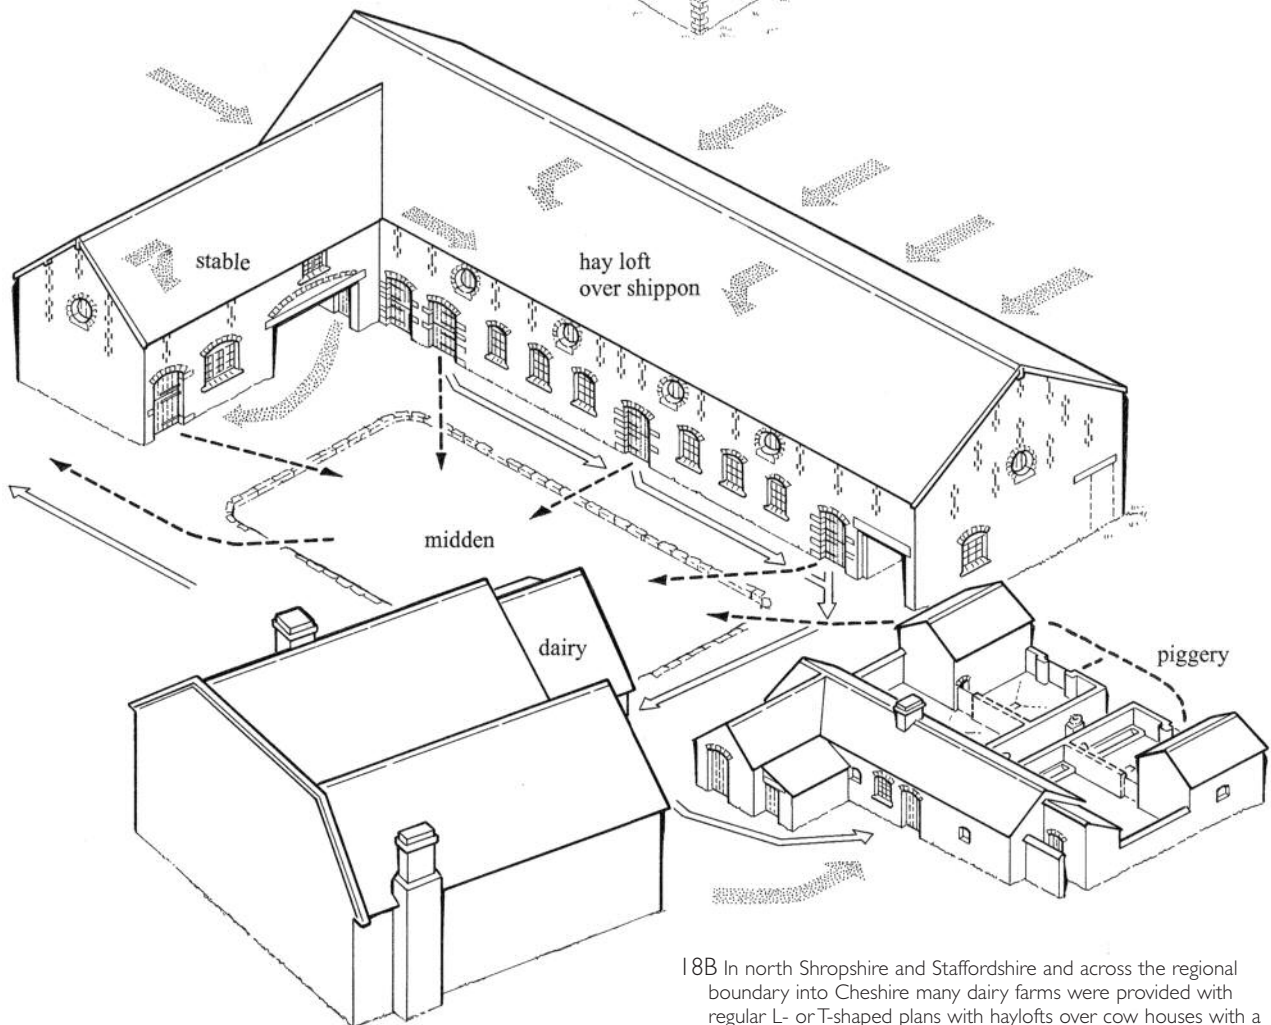 stable
hay loft
over shippon
midden
dairy
piggery
18B In north Shropshire and Staffordshire and across the regional
boundary into Cheshire many dairy farms were provided with
regular L- or T-shaped plans with haylofts over cow houses with a